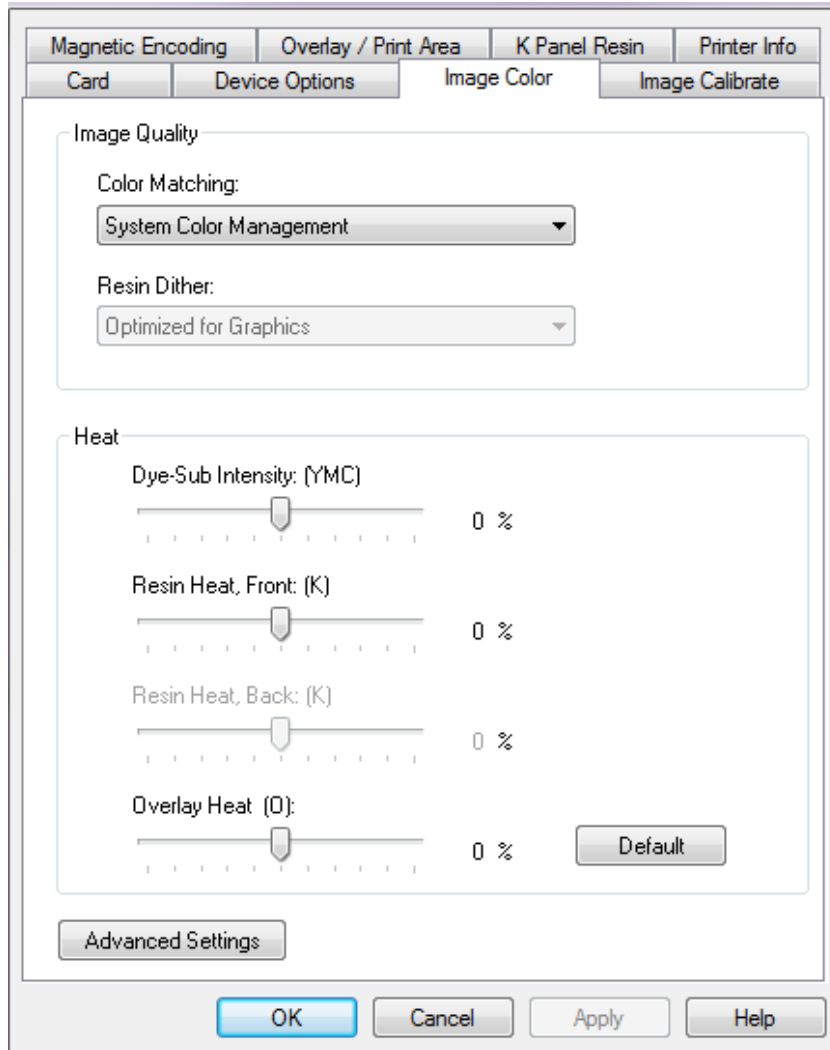 Magnetic Encoding Overlay / Print Area K Panel Resin Printer Info
Card Device Options Image Color Image Calibrate
Image Quality
Color Matching:
System Color Management
Resin Dither:
Optimized for Graphics
Heat
Dye-Sub Intensity: (YMC)
0 %
Resin Heat, Front: (K)
0 %
Resin Heat, Back: (K)
0 %
Overlay Heat (O):
0 % Default
Advanced Settings
OK Cancel Apply Help